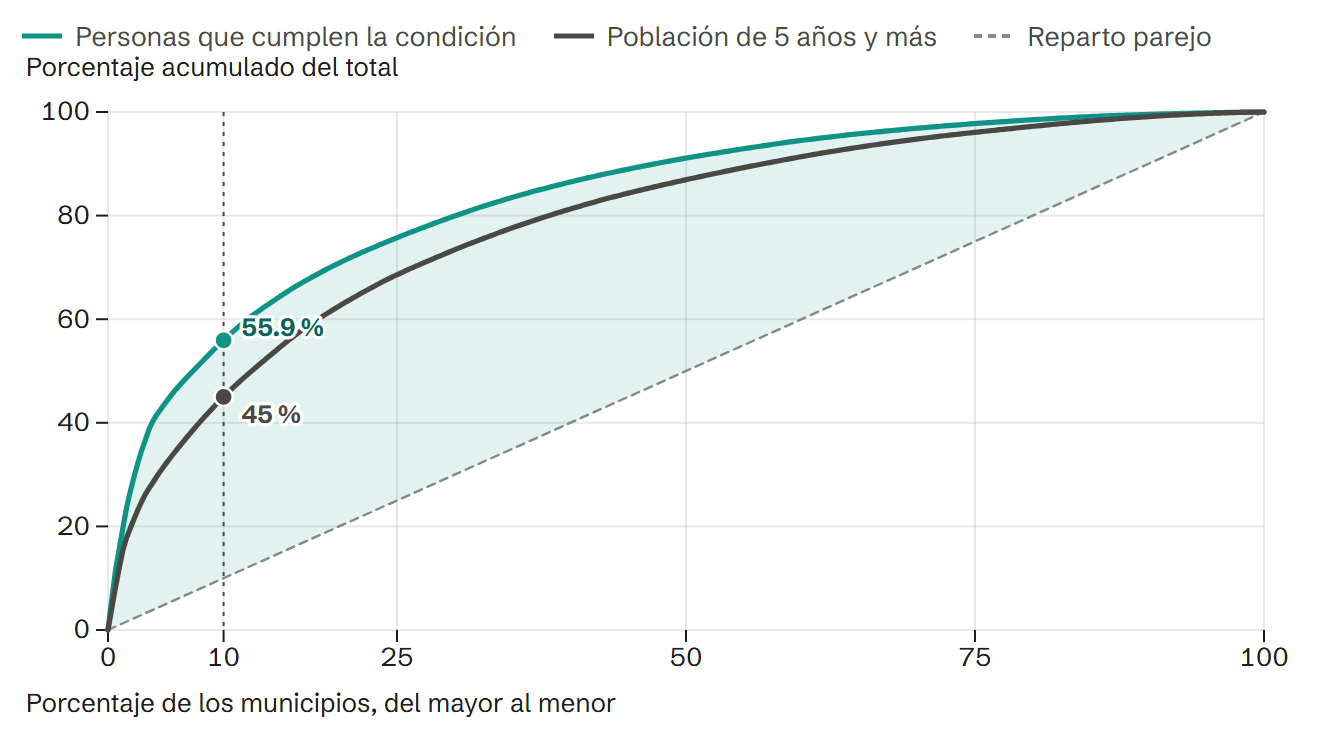 Personas que cumplen la condición Población de 5 años y más Reparto parejo
Porcentaje acumulado del total
100
80
60
40
20
0
55.9 %
45 %
0 10 25 50 75 100
Porcentaje de los municipios, del mayor al menor